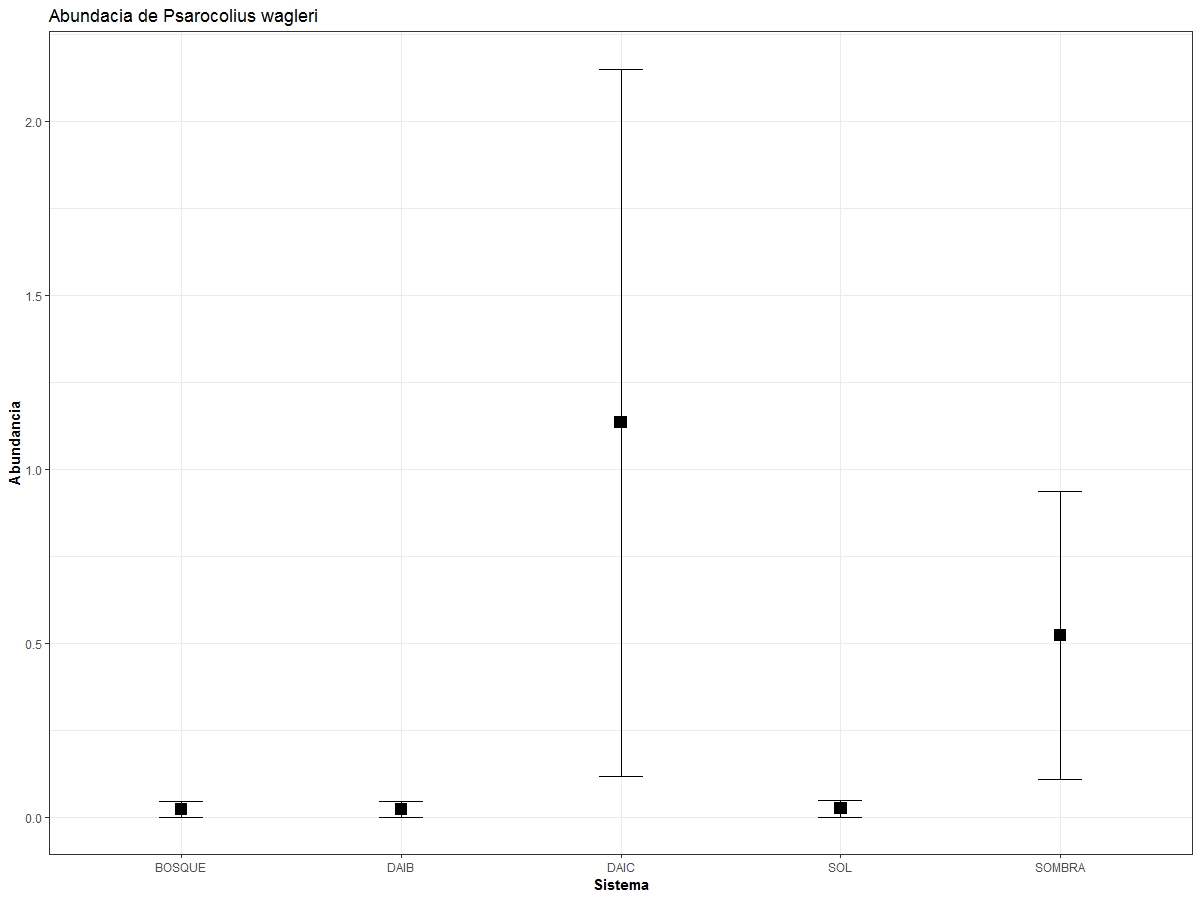 Abundacia de Psarocolius wagleri
2.0
1.5
1.0
0.5
0.0
Abundancia
BOSQUE DAIB DAIC SOL SOMBRA
Sistema